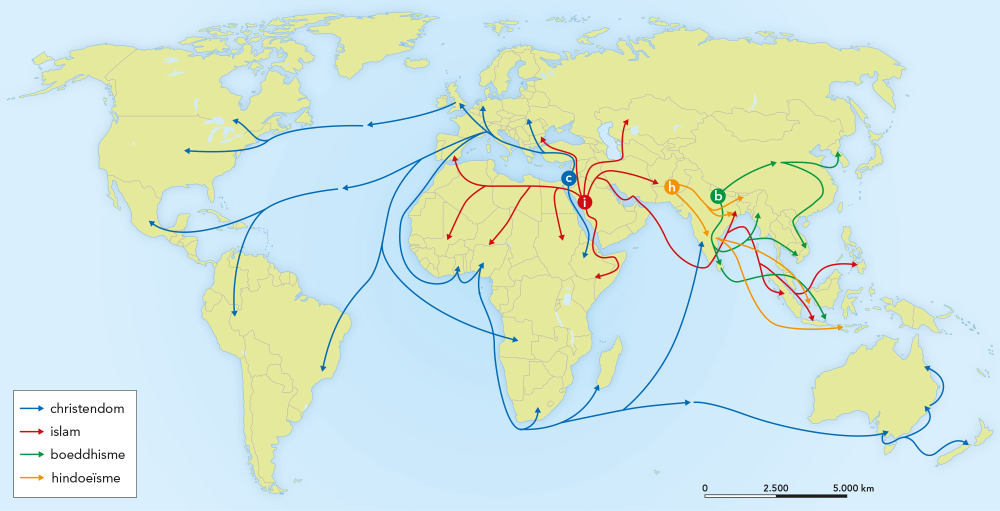 c
h
b
i
christendom
islam
boeddhisme
hindoeïsme
0 2.500 5.000 km